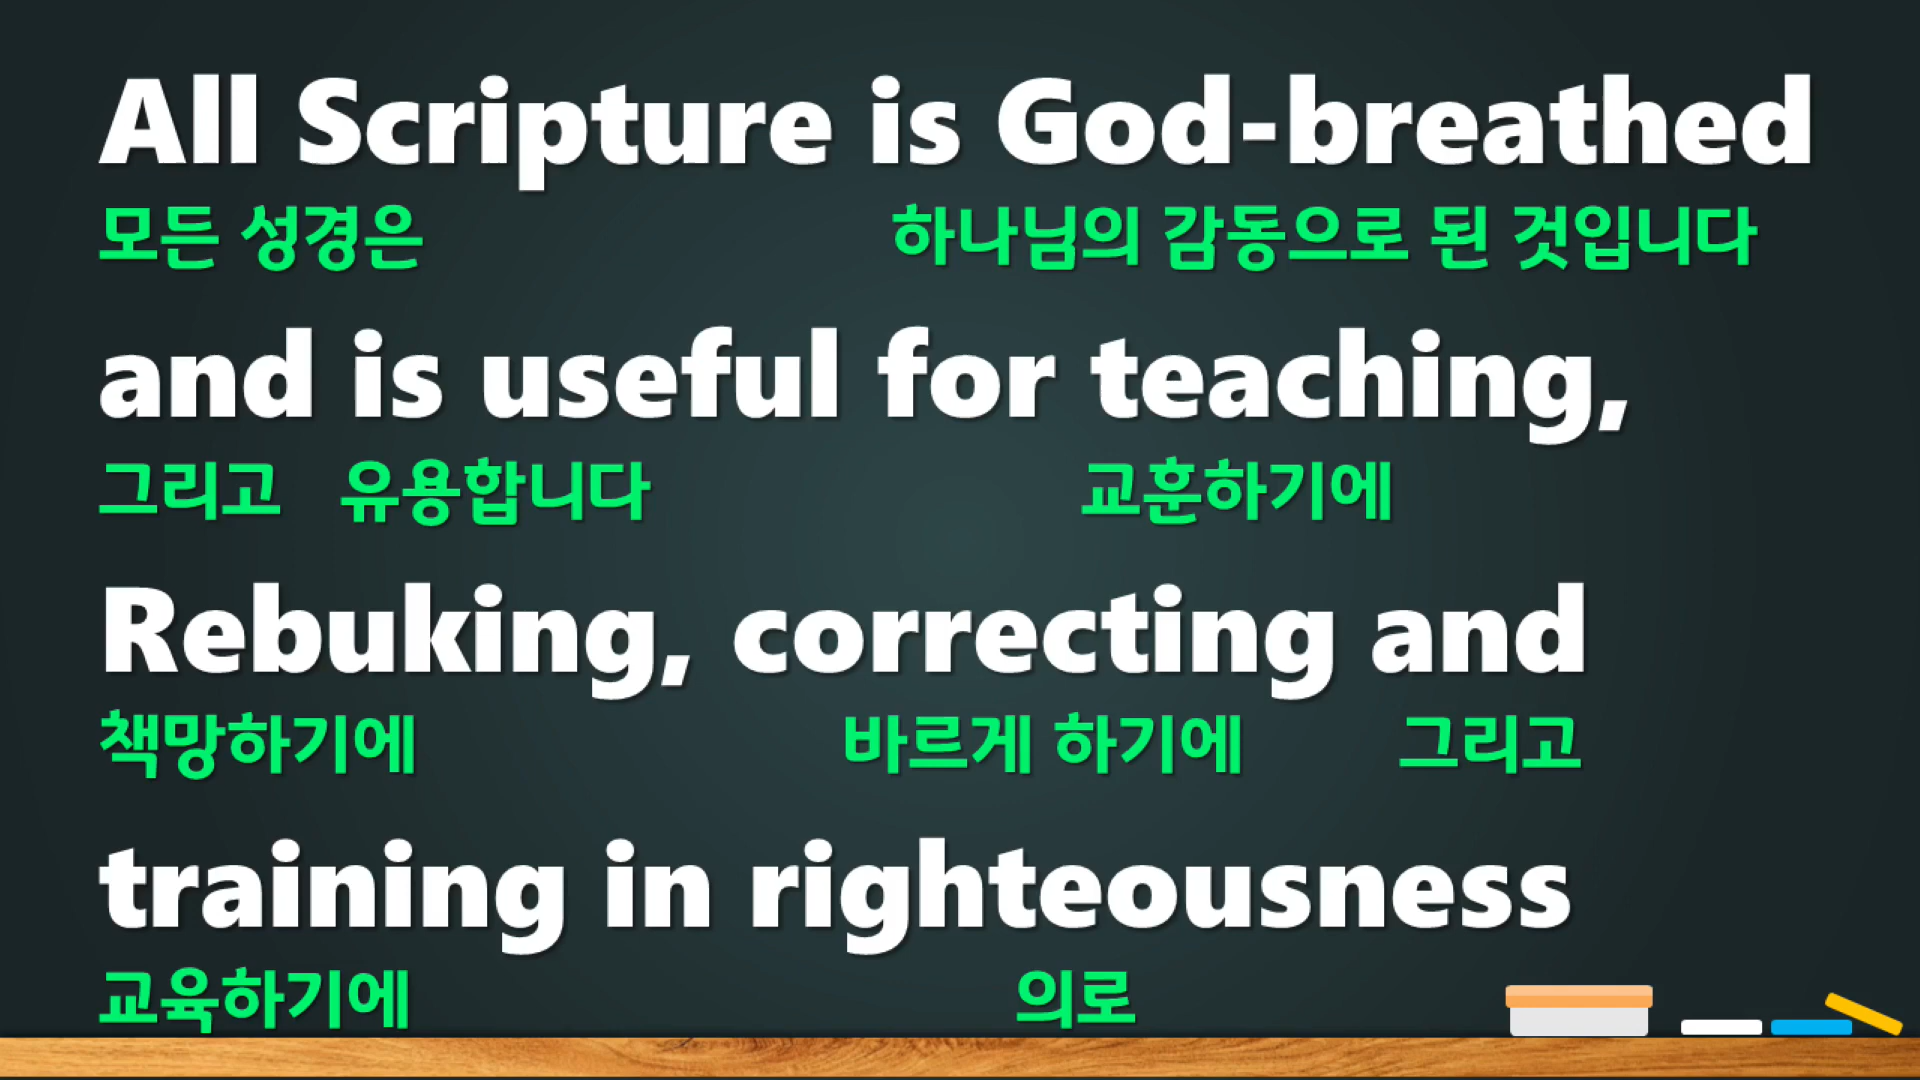 All Scripture is God-breathed
모든 성경은 하나님의 감동으로 된 것입니다
and is useful for teaching,
그리고 유용합니다 교훈하기에
Rebuking, correcting and
책망하기에 바르게 하기에 그리고
training in righteousness
교육하기에 의로